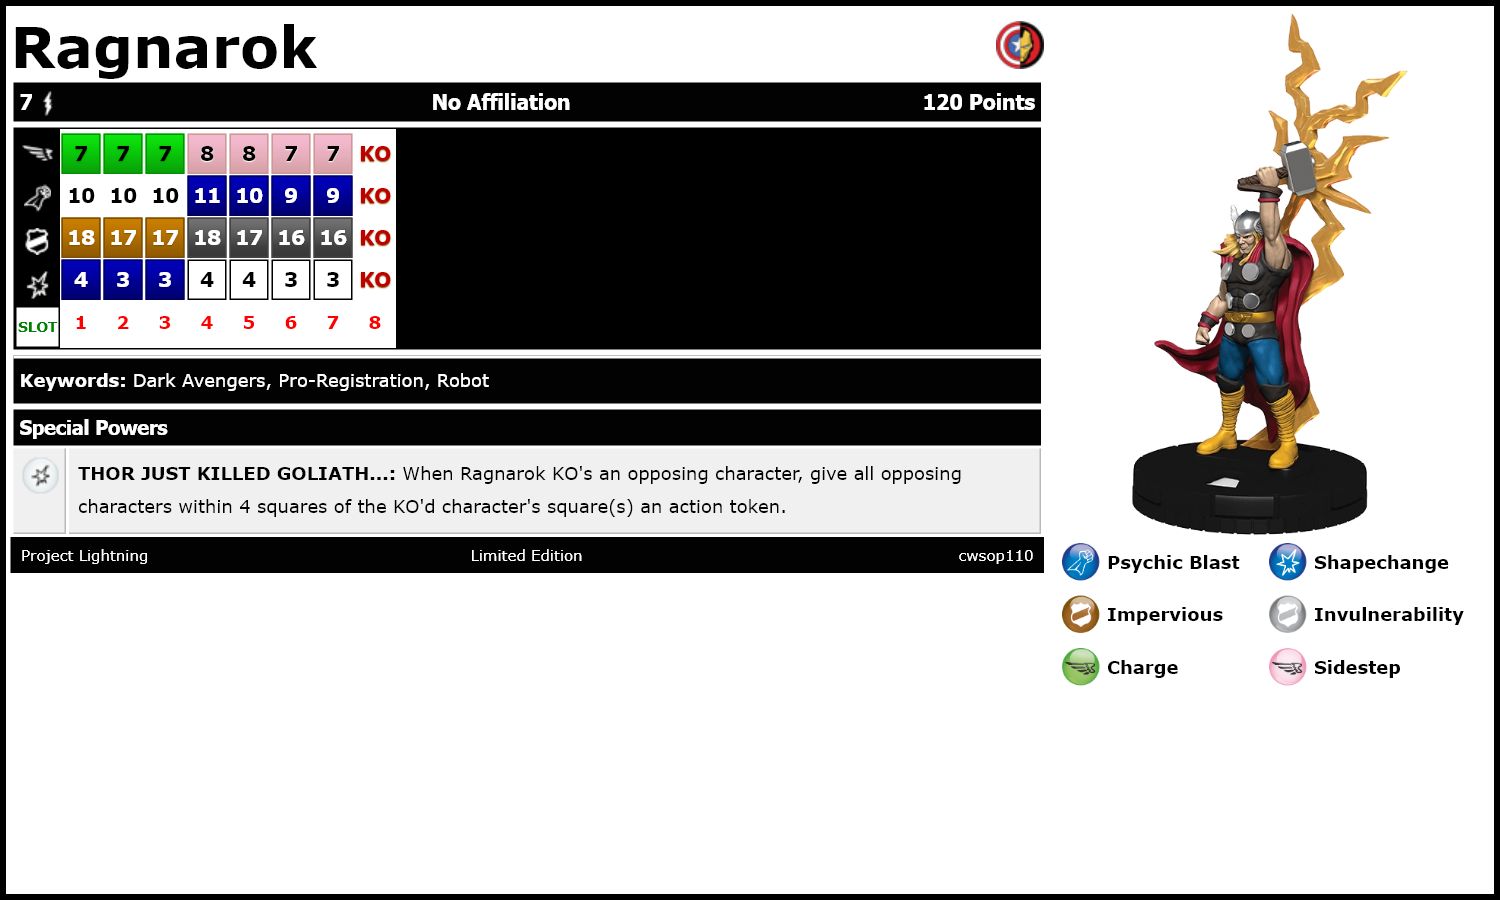 Ragnarok
7 No Affiliation 120 Points
7 7 7 8 8 7 7 KO
10 10 10 11 10 9 9 KO
18 17 17 18 17 16 16 KO
4 3 3 4 4 3 3 KO
SLOT 1 2 3 4 5 6 7 8
Keywords: Dark Avengers, Pro-Registration, Robot
Special Powers
THOR JUST KILLED GOLIATH...: When Ragnarok KO's an opposing character, give all opposing
characters within 4 squares of the KO'd character's square(s) an action token.
Project Lightning Limited Edition cwsop110
Psychic Blast Shapechange
Impervious Invulnerability
Charge Sidestep